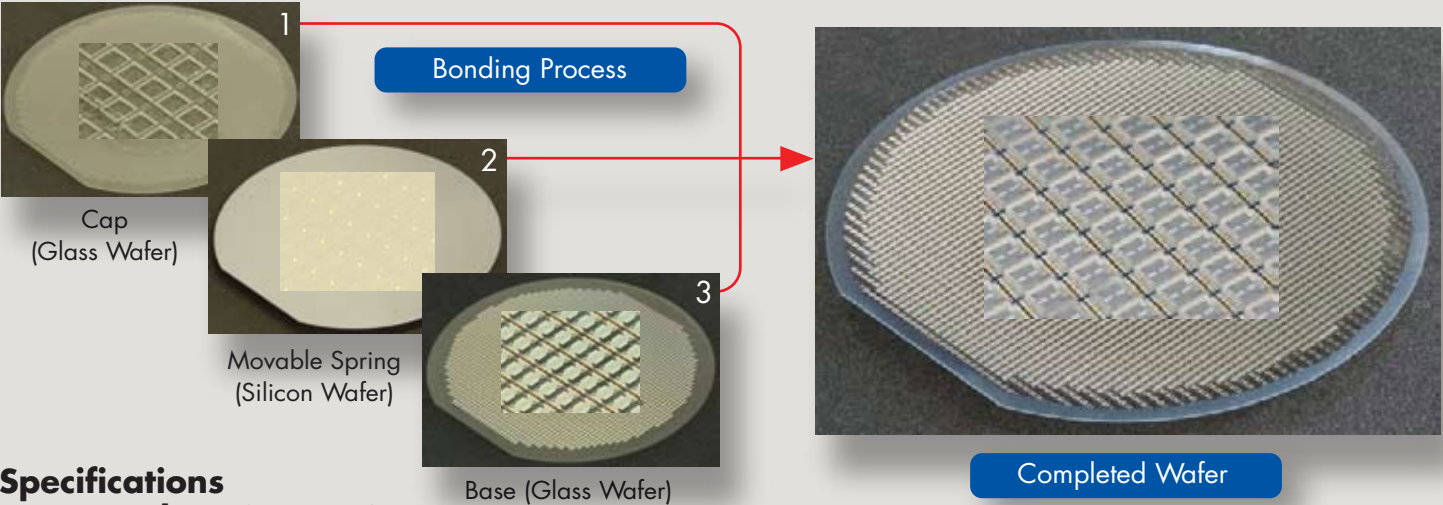 1
Bonding Process
2
Cap
(Glass Wafer)
3
Movable Spring
(Silicon Wafer)
Specifications
Base (Glass Wafer)
Completed Wafer